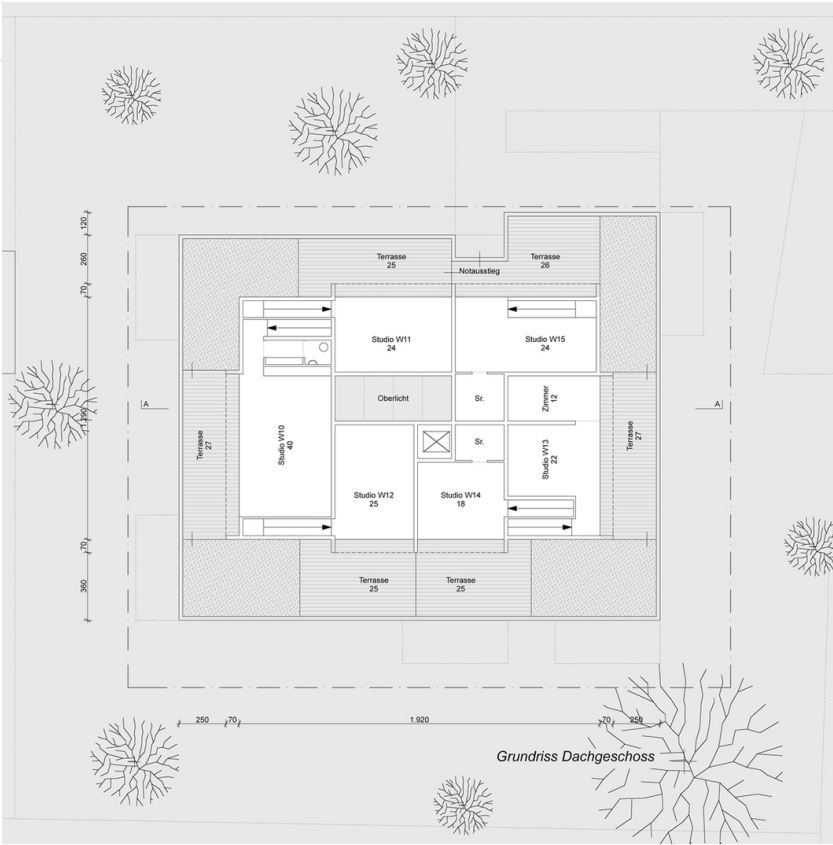 120
260
70
1.290
70
360
Terrasse
25
Terrasse
26
Notausstieg
Studio W11
24
Studio W15
24
Oberlicht
Sr.
Zimmer
12
A
A
Terrasse
27
Studio W10
40
Sr.
Studio W13
22
Terrasse
27
Studio W12
25
Studio W14
18
Terrasse
25
Terrasse
25
250
70
1.920
70
250
Grundriss Dachgeschoss